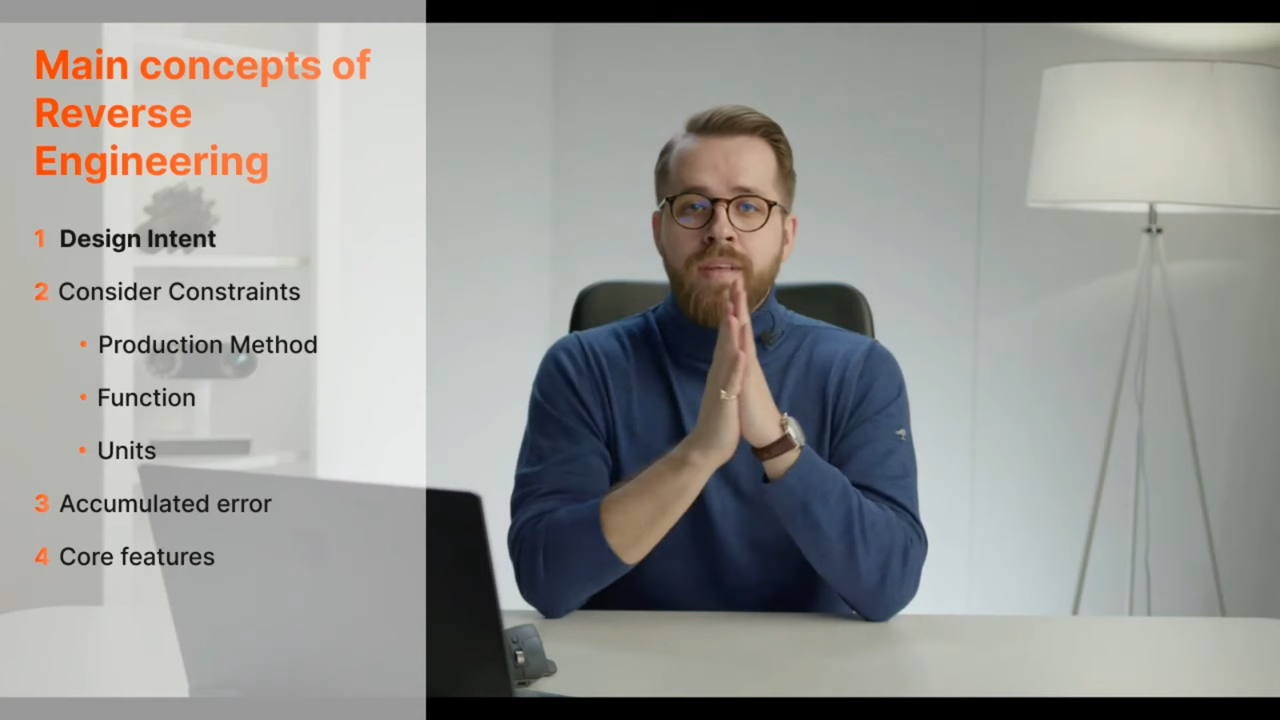 Main concepts of
Reverse
Engineering
1 Design Intent
2 Consider Constraints
• Production Method
• Function
• Units
3 Accumulated error
4 Core features